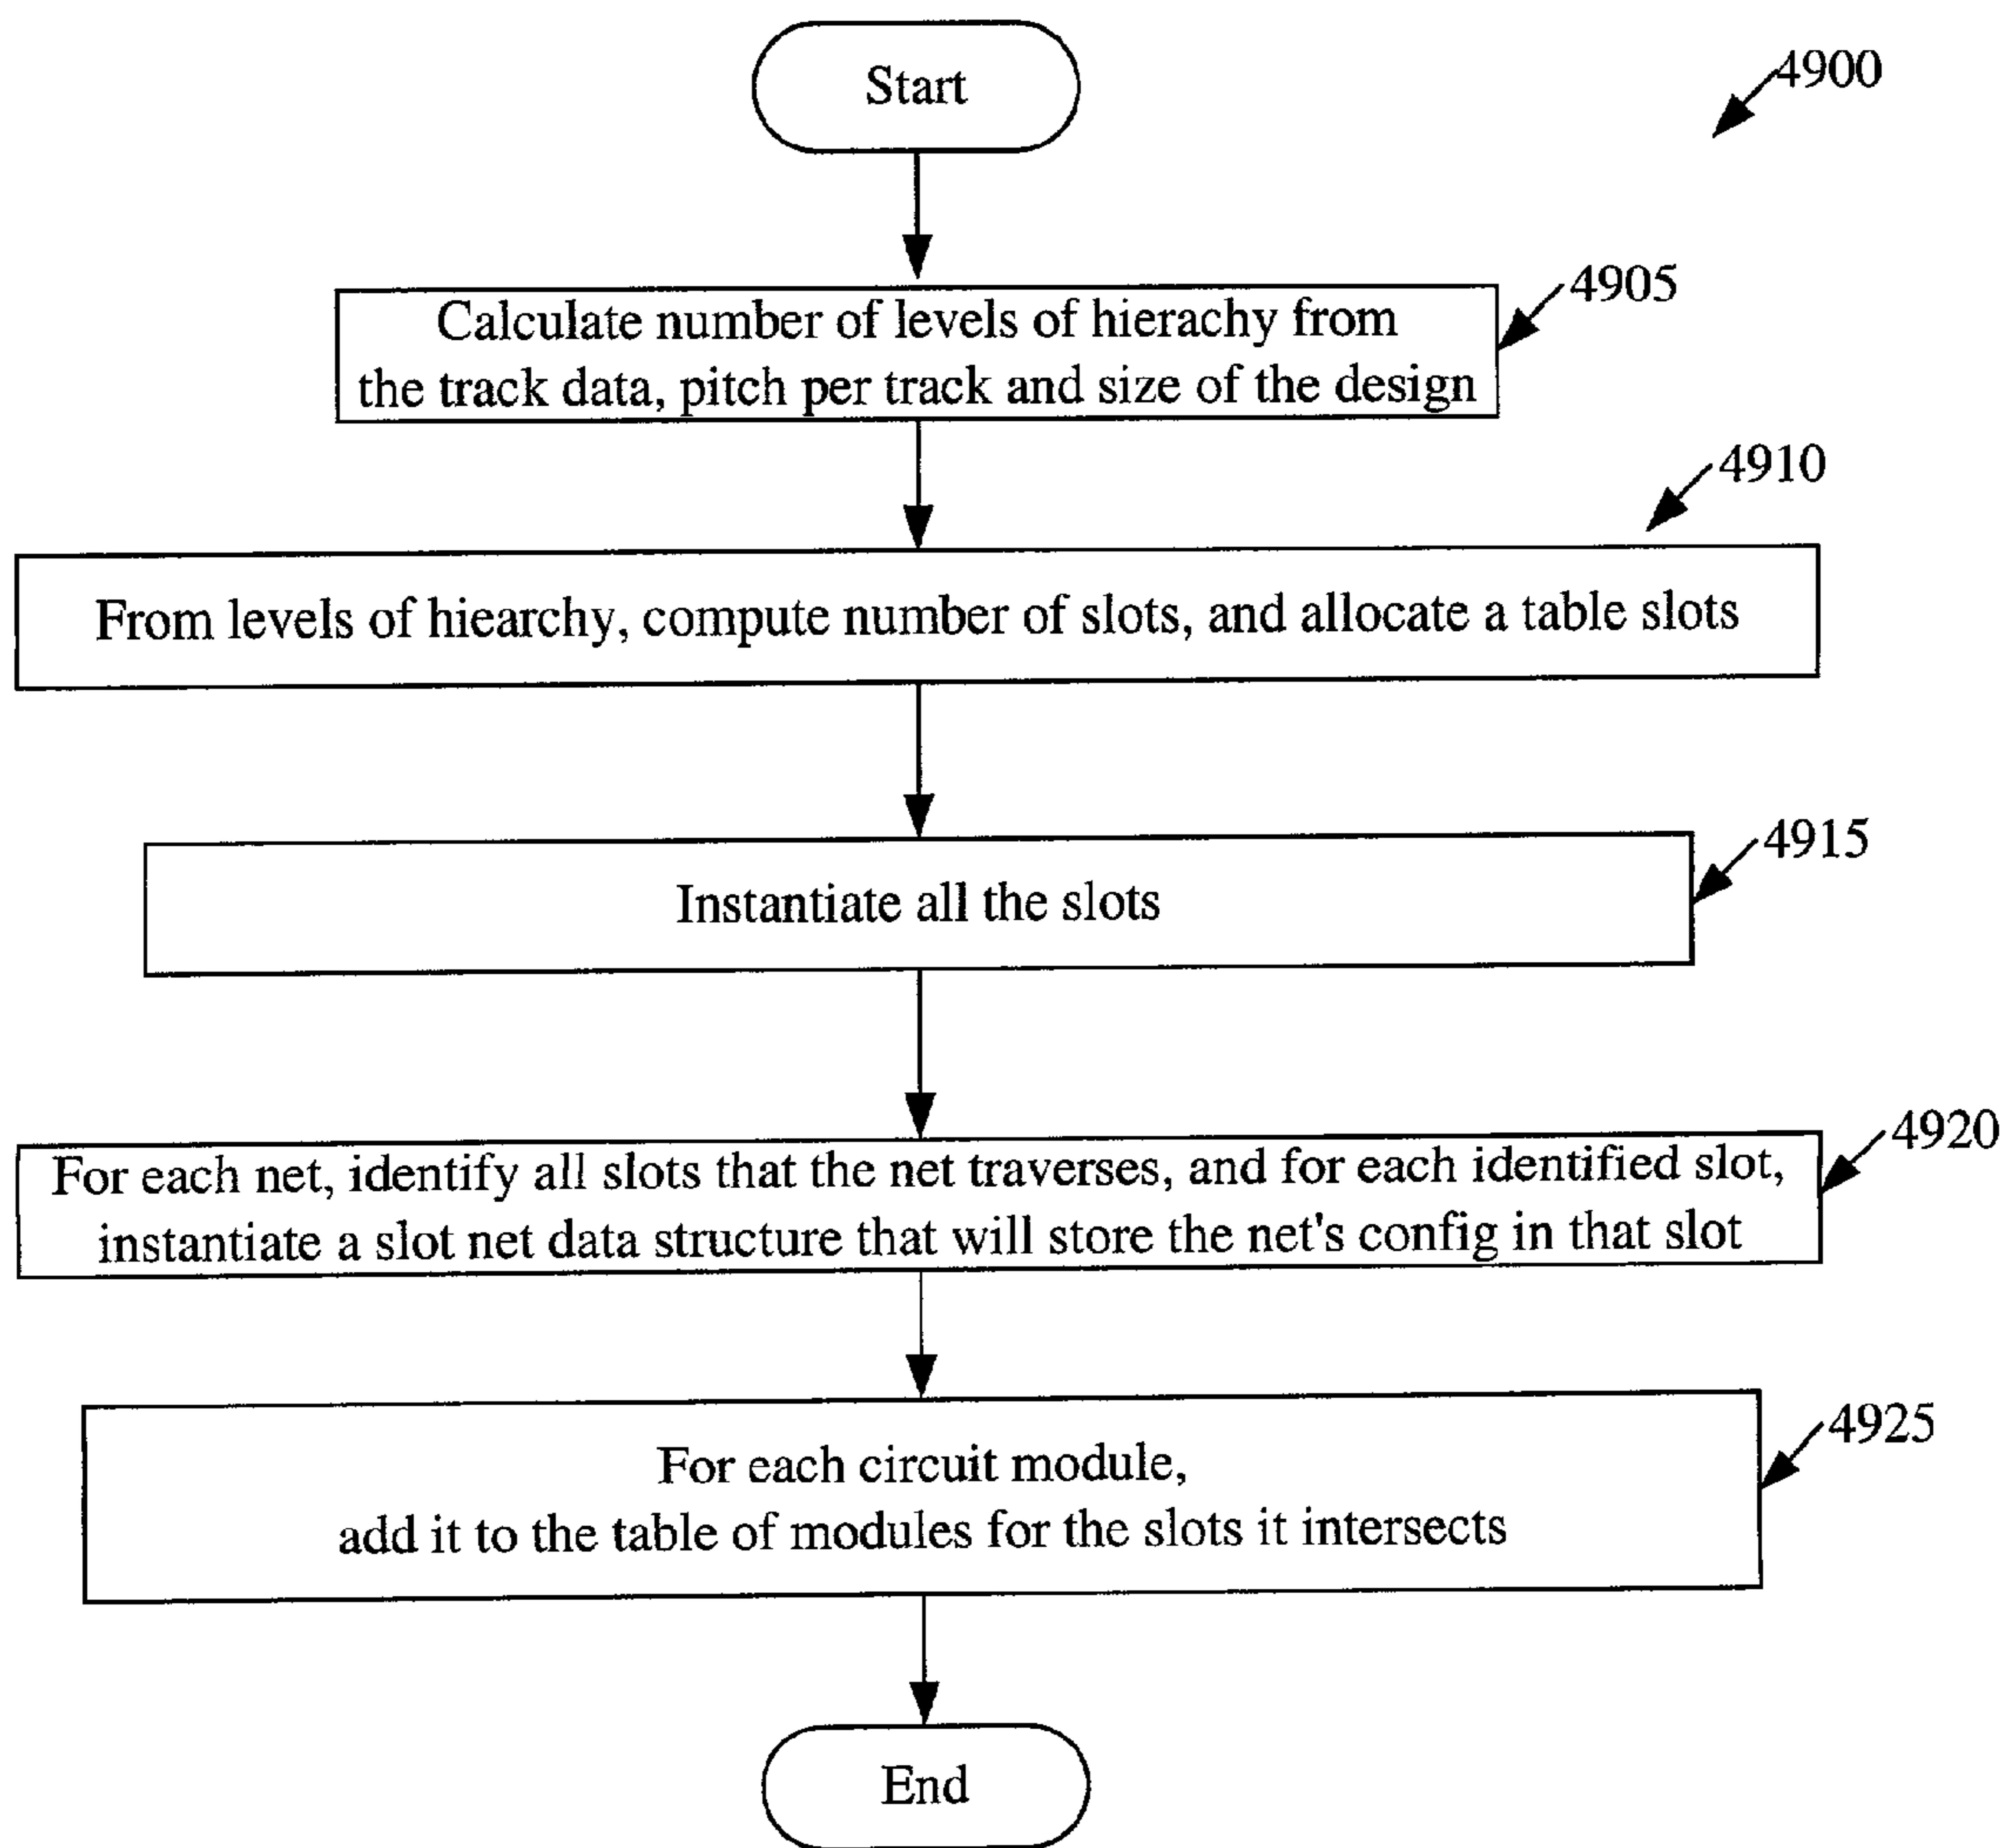 Start
4900
Calculate number of levels of hierachy from
the track data, pitch per track and size of the design
4905
4910
From levels of hiearchy, compute number of slots, and allocate a table slots
Instantiate all the slots
4915
For each net, identify all slots that the net traverses, and for each identified slot,
instantiate a slot net data structure that will store the net's config in that slot
4920
For each circuit module,
add it to the table of modules for the slots it intersects
4925
End